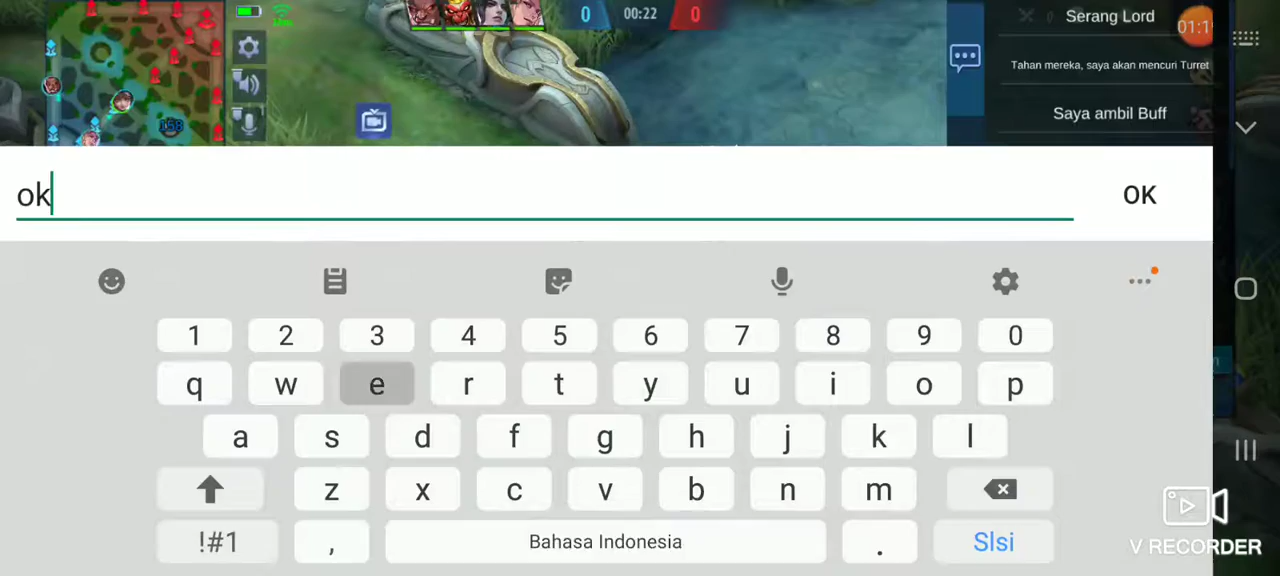 0 00:22 0
158
Serang Lord
01:1
Tahan mereka, saya akan mencuri Turret
Saya ambil Buff
ok
OK
1 2 3 4 5 6 7 8 9 0
q w e r t y u i o p
a s d f g h j k l
z x c v b n m
!#1 , Bahasa Indonesia . Slsi
V RECORDER